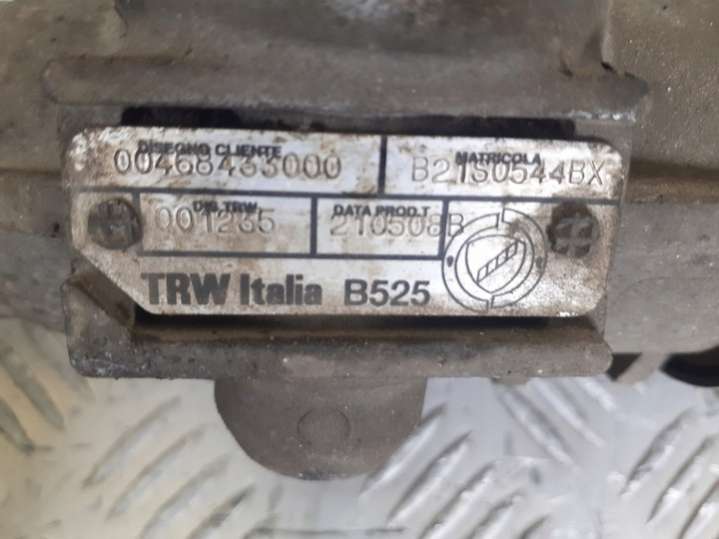 DISEGNO CLIENTE MATRICOLA
00468433000 B21S0544BX
DIS. TRW DATA PROD.T
001235 210508B
TRW Italia B525